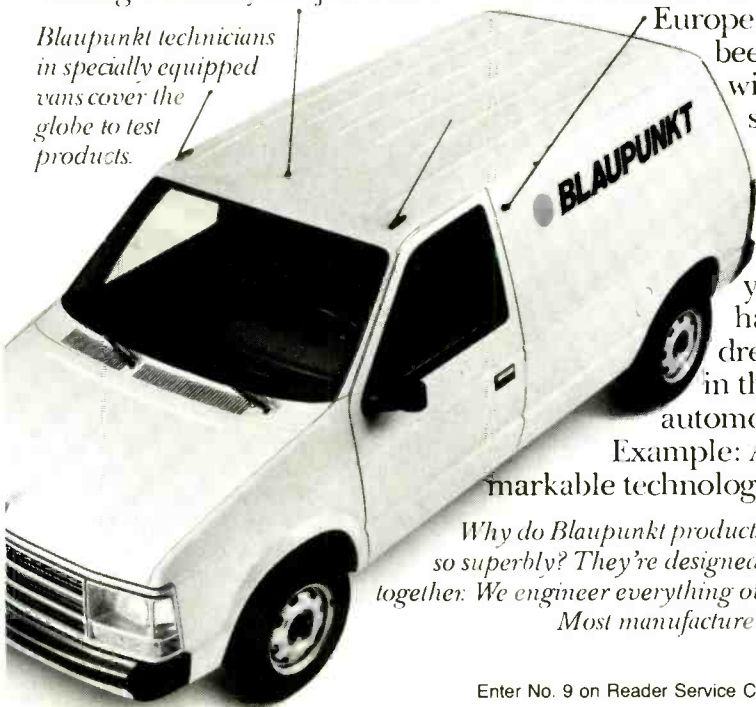 Blaupunkt technicians
in specially equipped
vans cover the
globe to test
products.
Europe
bee
wi
s
BLAUPUNKT
y
ha
dre
in th
automo
Example: A
markable technolog
Why do Blaupunkt product
so superbly? They're designed
together. We engineer everything o
Most manufacture
Enter No. 9 on Reader Service C